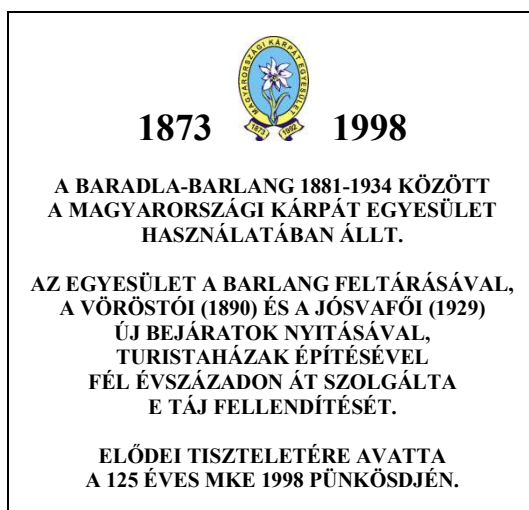 MAGYARORSZÁGI KÁRPÁT EGYESÜLET
1873 1992
1873 1998
A BARADLA-BARLANG 1881-1934 KÖZÖTT
A MAGYARORSZÁGI KÁRPÁT EGYESÜLET
HASZNÁLATÁBAN ÁLLT.
AZ EGYESÜLET A BARLANG FELTÁRÁSÁVAL,
A VÖRÖSTÓI (1890) ÉS A JÓSVAFŐI (1929)
ÚJ BEJÁRATOK NYITÁSÁVAL,
TURISTAHÁZAK ÉPÍTÉSÉVEL
FÉL ÉVSZÁZADON ÁT SZOLGÁLTA
E TÁJ FELLENDÍTÉSÉT.
ELŐDEI TISZTELETÉRE AVATTA
A 125 ÉVES MKE 1998 PÜNKÖSDJÉN.